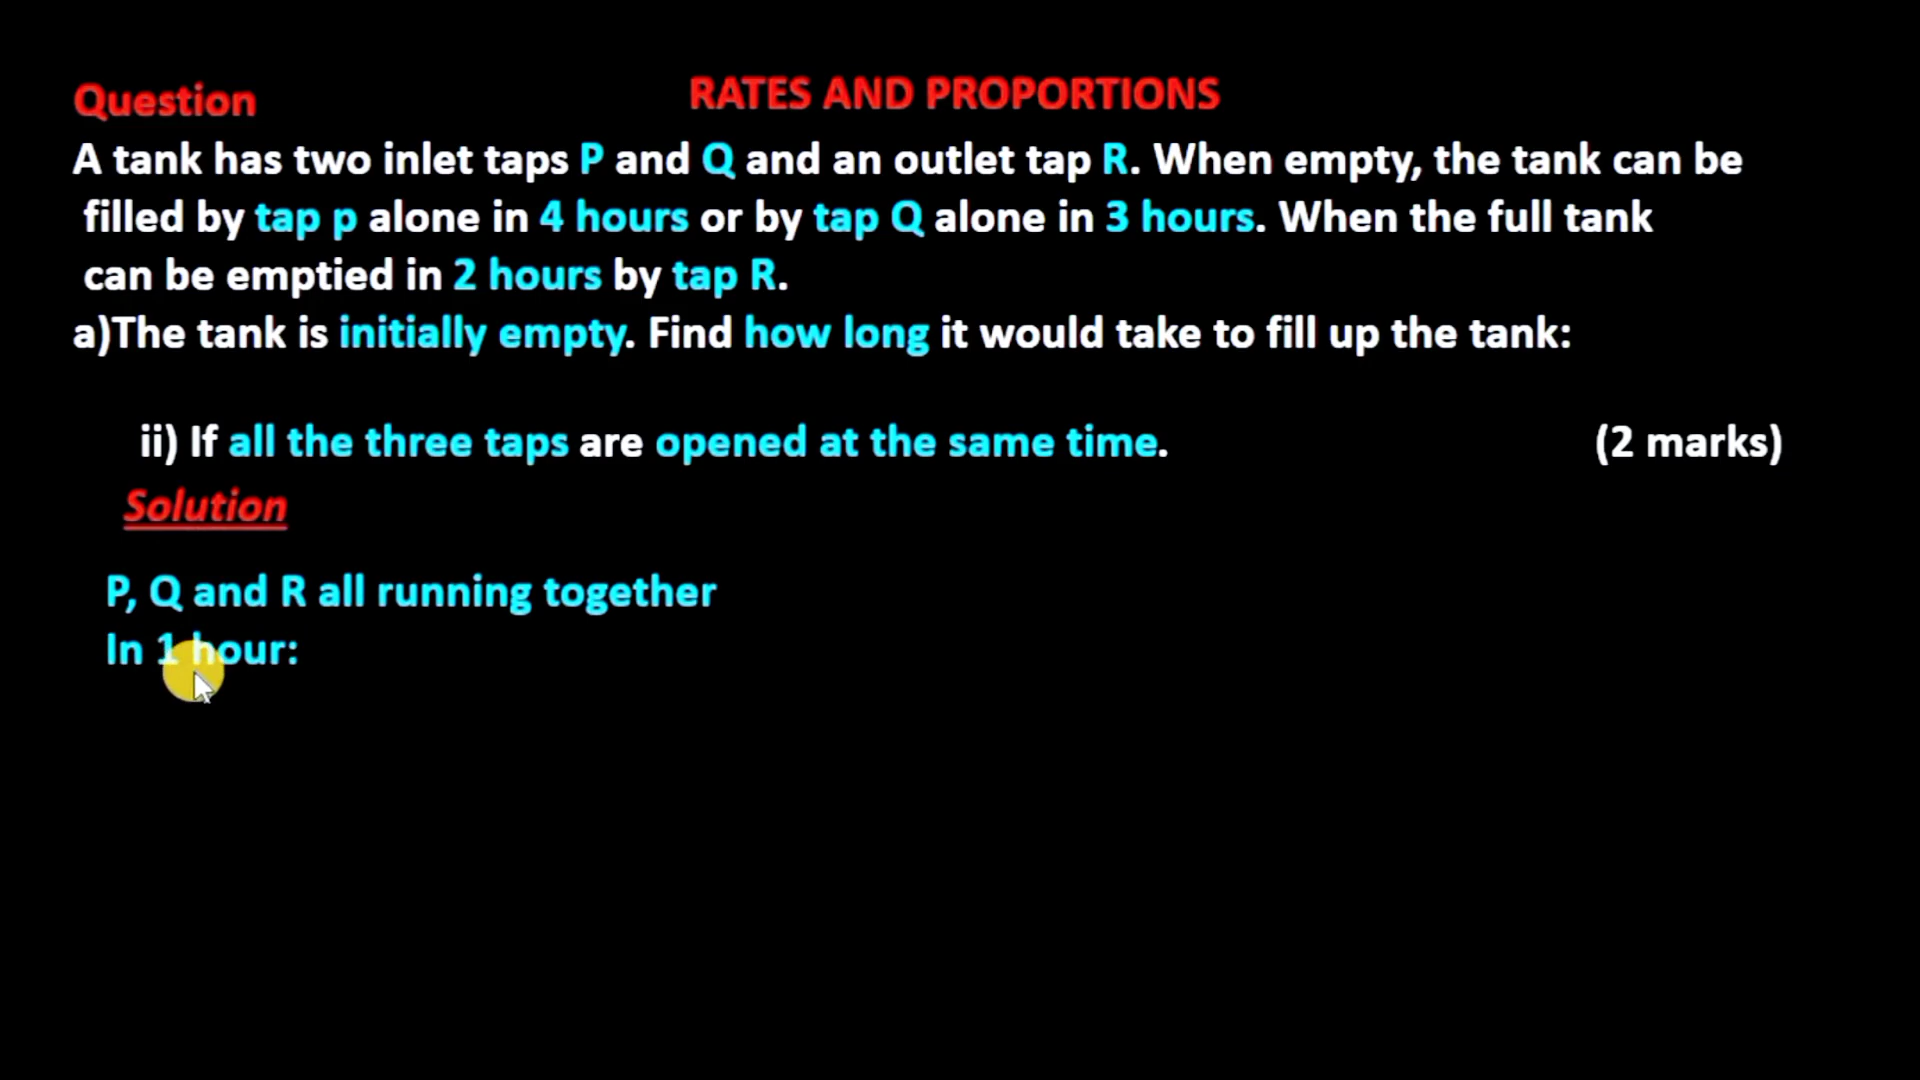 RATES AND PROPORTIONS
Question
A tank has two inlet taps P and Q and an outlet tap R. When empty, the tank can be
filled by tap p alone in 4 hours or by tap Q alone in 3 hours. When the full tank
can be emptied in 2 hours by tap R.
a)The tank is initially empty. Find how long it would take to fill up the tank:
ii) If all the three taps are opened at the same time. (2 marks)
Solution
P, Q and R all running together
In 1 hour: